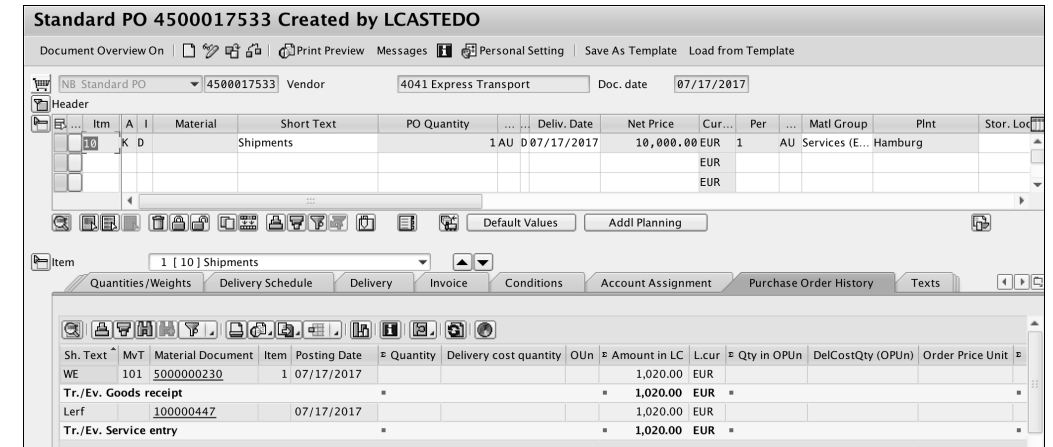 Standard PO 4500017533 Created by LCASTEDO
Document Overview On Print Preview Messages Personal Setting Save As Template Load from Template
NB Standard PO 4500017533 Vendor 4041 Express Transport Doc. date 07/17/2017
Header
... Itm A I Material Short Text PO Quantity ... ... Deliv. Date Net Price Cur... Per ... Matl Group Plnt Stor. Loc
10 K D Shipments 1 AU D 07/17/2017 10,000.00 EUR 1 AU Services (E... Hamburg
EUR
EUR
Default Values Addl Planning
Item 1 [ 10 ] Shipments
Quantities/Weights Delivery Schedule Delivery Invoice Conditions Account Assignment Purchase Order History Texts
Sh. Text MvT Material Document Item Posting Date Σ Quantity Delivery cost quantity OUn Σ Amount in LC L.cur Σ Qty in OPUn DelCostQty (OPUn) Order Price Unit Σ
WE 101 5000000230 1 07/17/2017 1,020.00 EUR
Tr./Ev. Goods receipt ▪ ▪ 1,020.00 EUR ▪ ▪
Lerf 100000447 07/17/2017 1,020.00 EUR
Tr./Ev. Service entry ▪ ▪ 1,020.00 EUR ▪ ▪